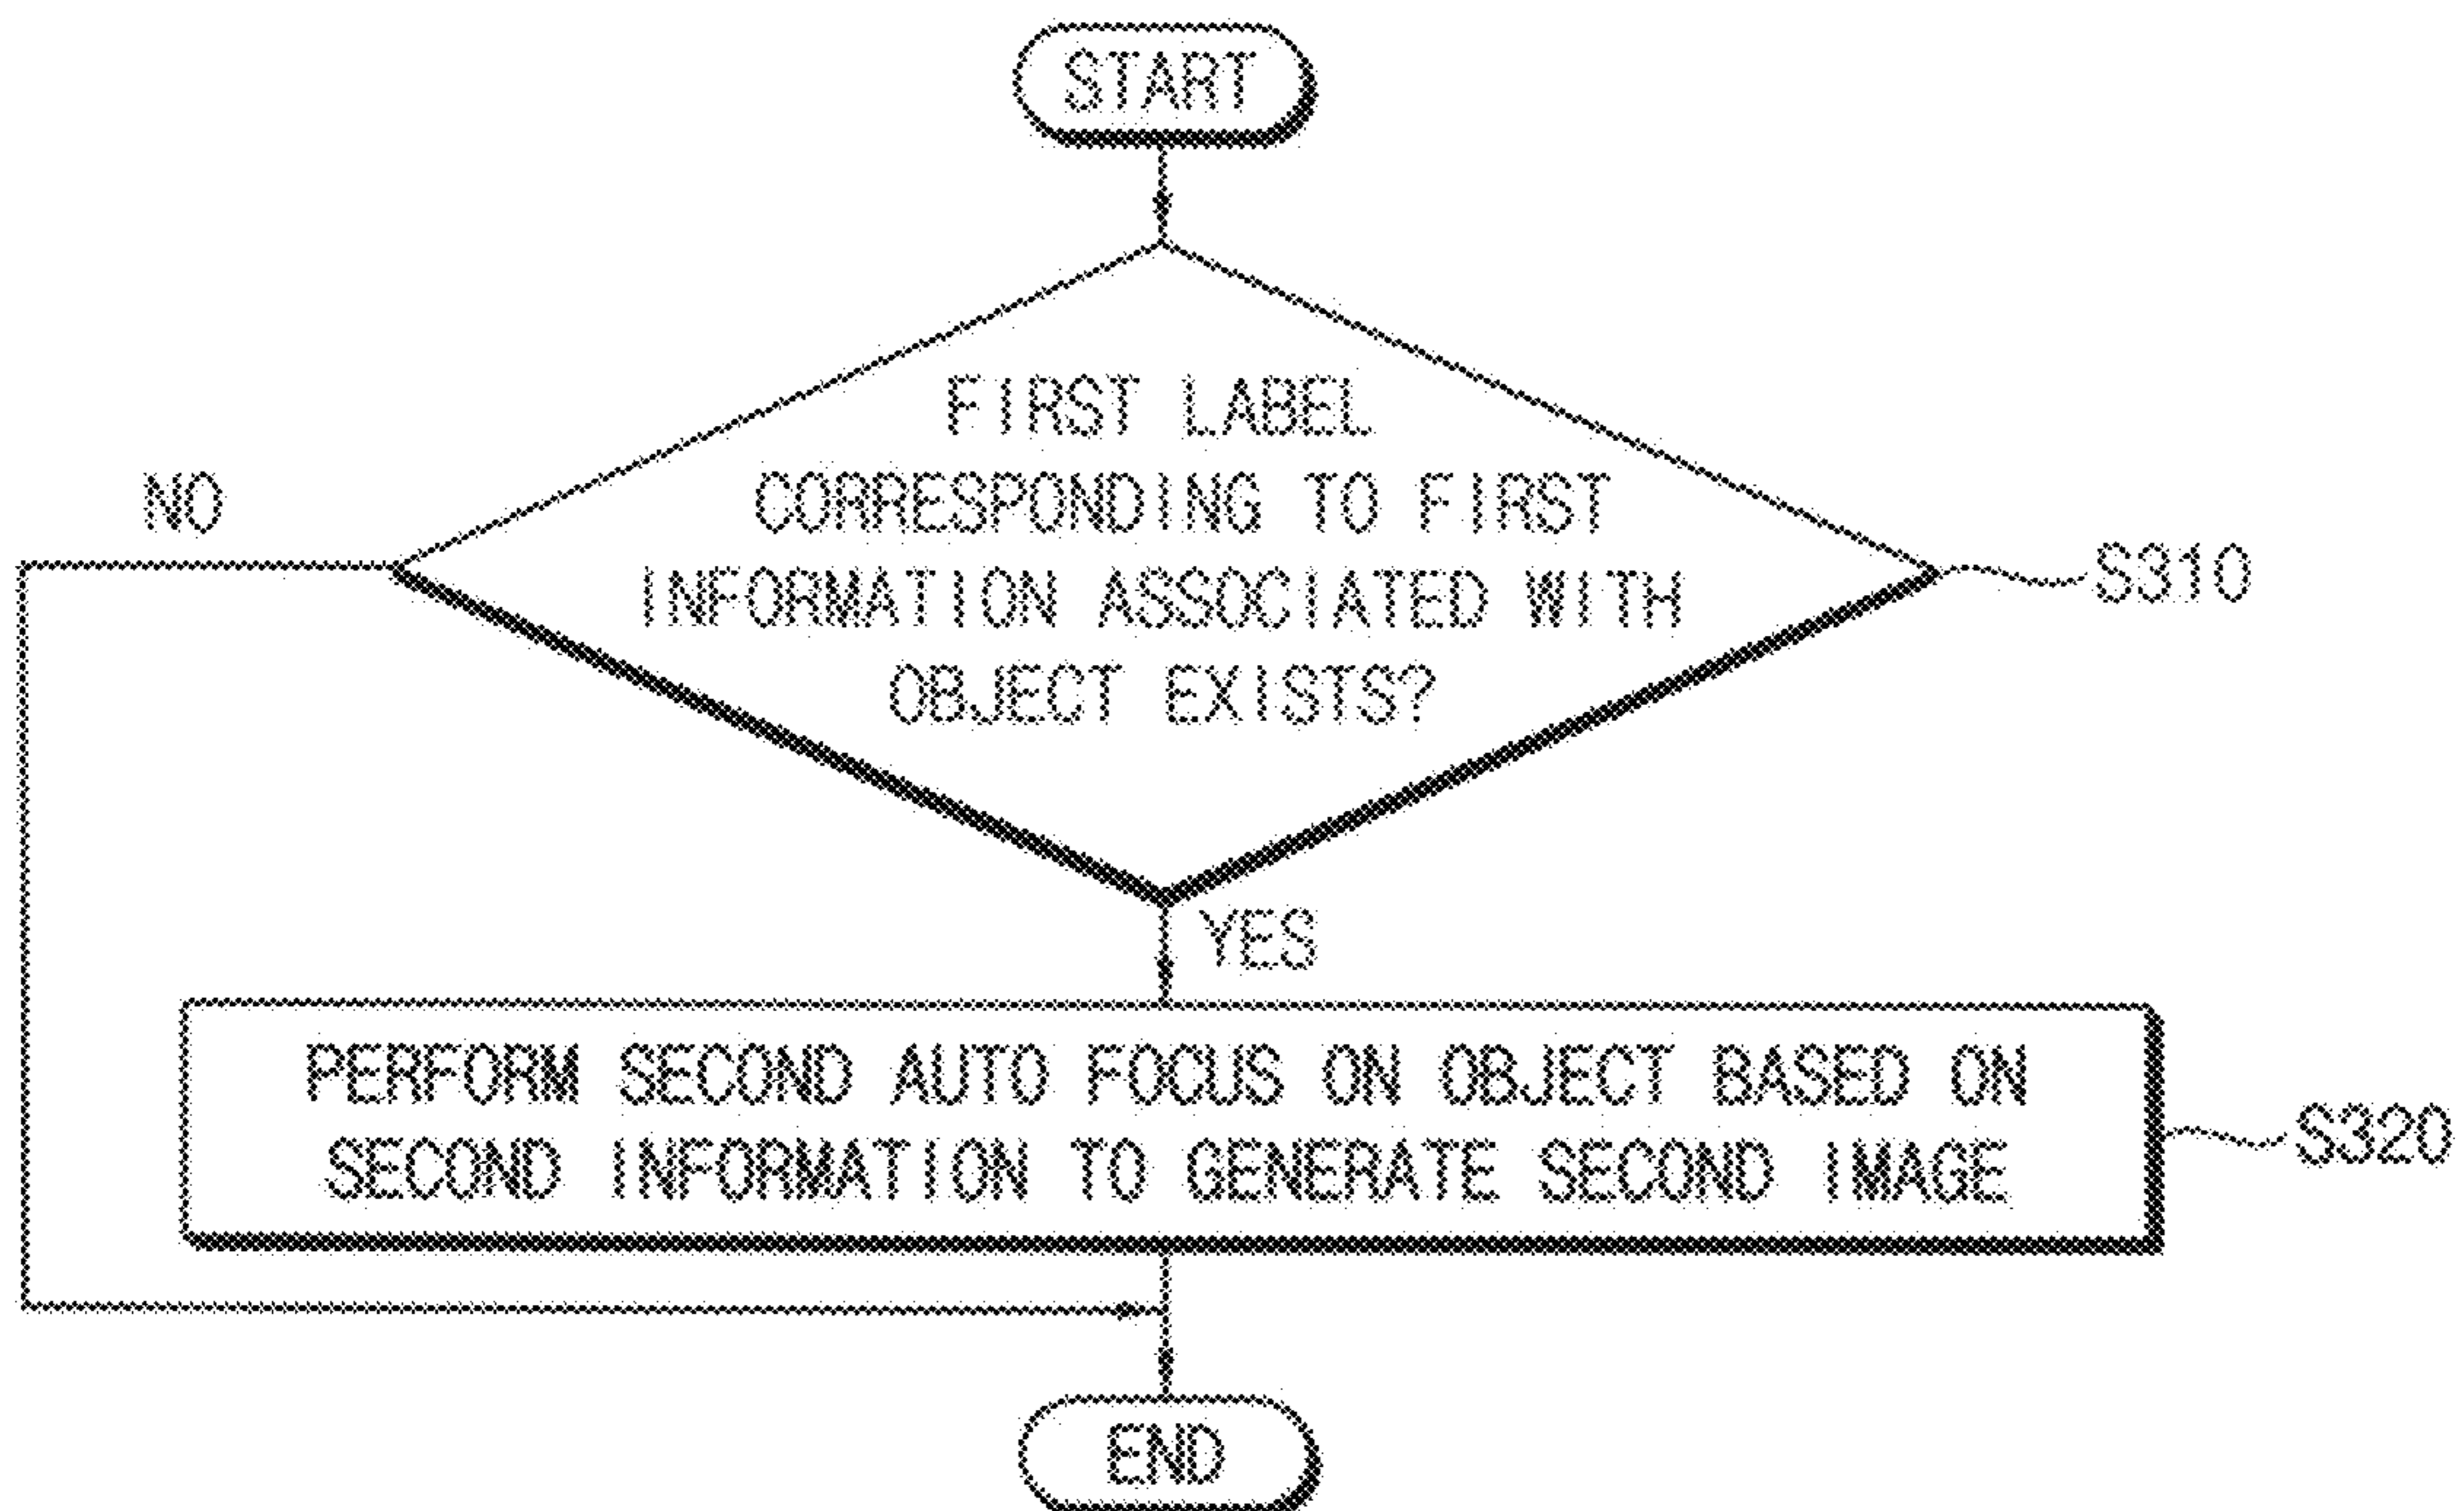 START
FIRST LABEL
CORRESPONDING TO FIRST
INFORMATION ASSOCIATED WITH
OBJECT EXISTS?
NO
S310
YES
PERFORM SECOND AUTO FOCUS ON OBJECT BASED ON
SECOND INFORMATION TO GENERATE SECOND IMAGE
S320
END